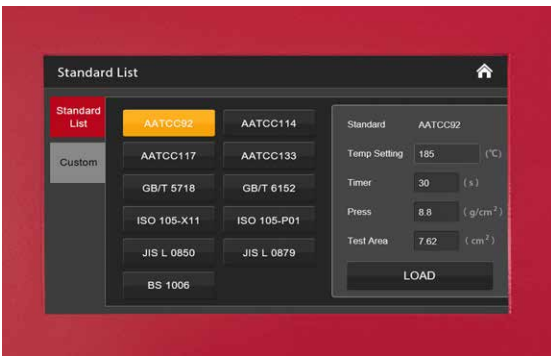 Standard List
Standard List
Custom
AATCC92 AATCC114
AATCC117 AATCC133
GB/T 5718 GB/T 6152
ISO 105-X11 ISO 105-P01
JIS L 0850 JIS L 0879
BS 1006
Standard AATCC92
Temp Setting 185 (℃)
Timer 30 (s)
Press 8.8 (g/cm²)
Test Area 7.62 (cm²)
LOAD